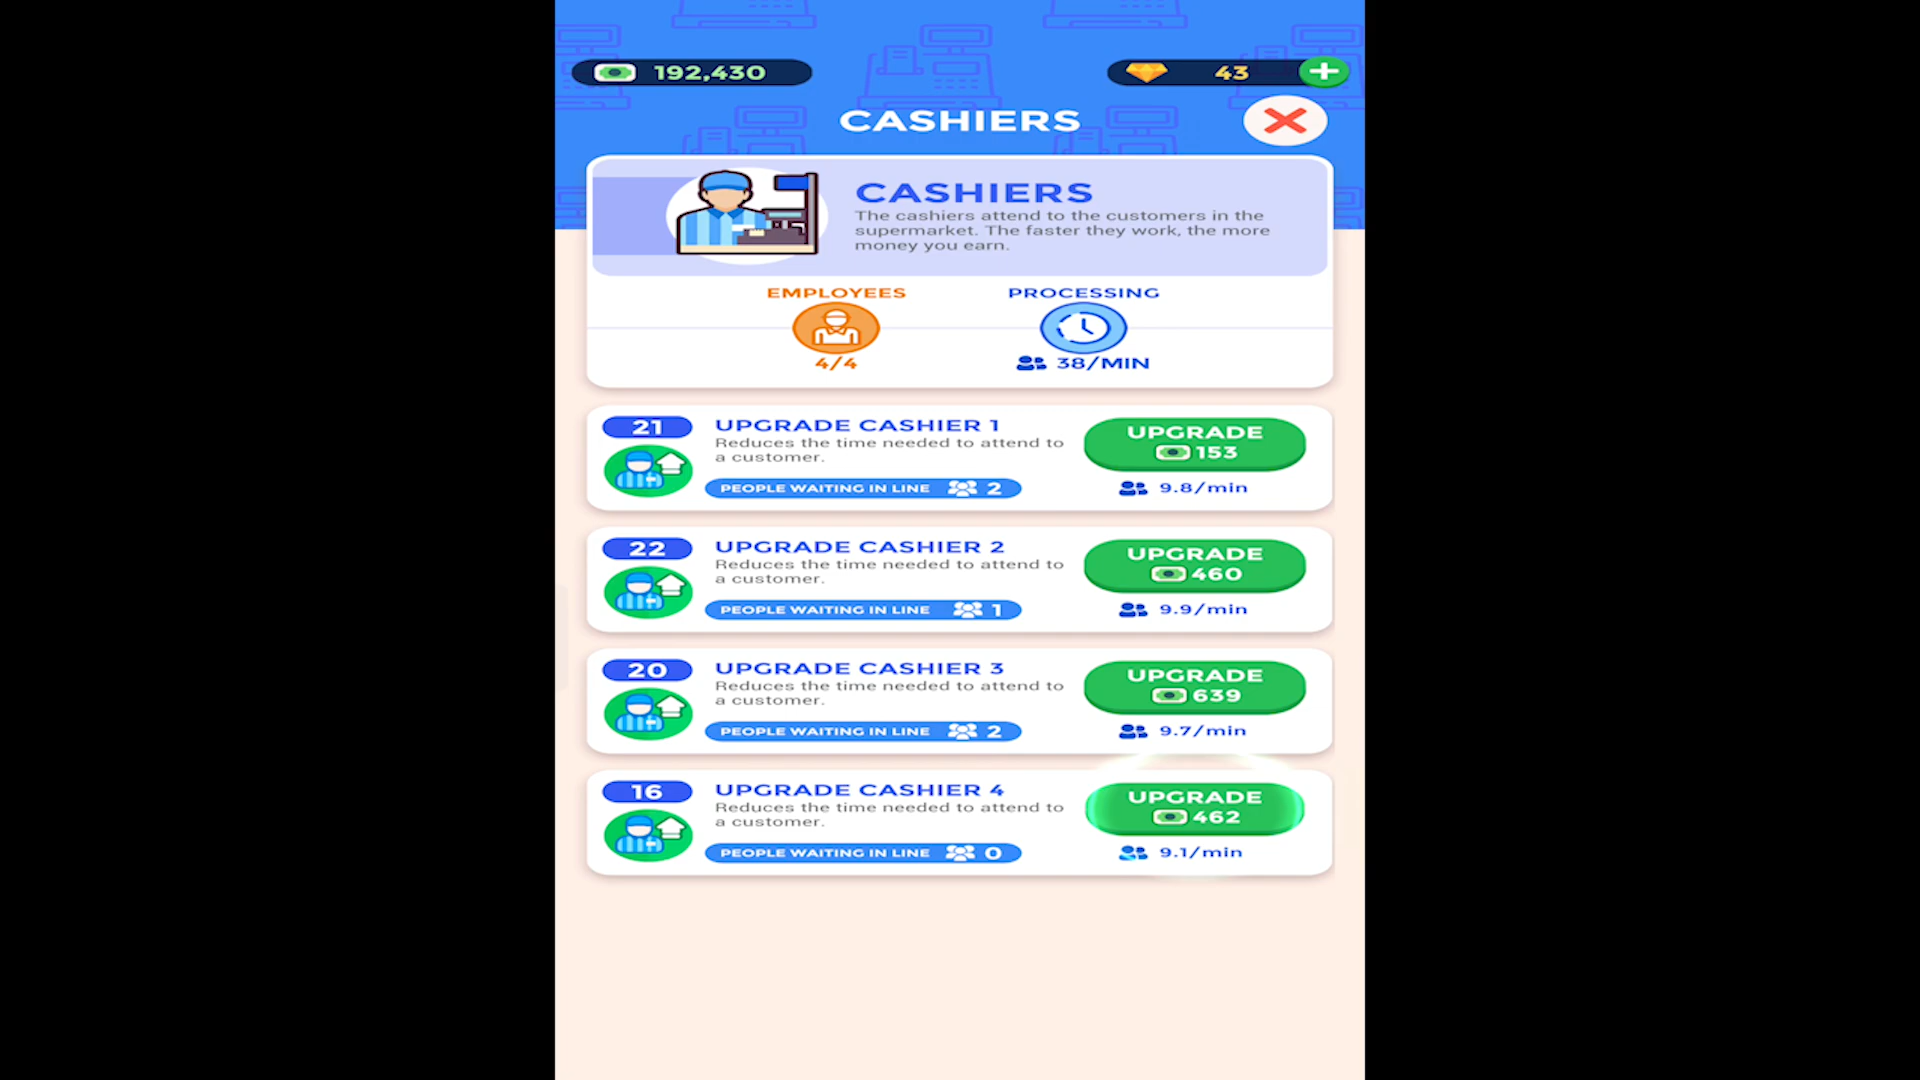 192,430
43
CASHIERS
CASHIERS
The cashiers attend to the customers in the
supermarket. The faster they work, the more
money you earn.
EMPLOYEES
PROCESSING
4/4
38/MIN
21
UPGRADE CASHIER 1
Reduces the time needed to attend to
a customer.
PEOPLE WAITING IN LINE 2
UPGRADE
153
9.8/min
22
UPGRADE CASHIER 2
Reduces the time needed to attend to
a customer.
PEOPLE WAITING IN LINE 1
UPGRADE
460
9.9/min
20
UPGRADE CASHIER 3
Reduces the time needed to attend to
a customer.
PEOPLE WAITING IN LINE 2
UPGRADE
639
9.7/min
16
UPGRADE CASHIER 4
Reduces the time needed to attend to
a customer.
PEOPLE WAITING IN LINE 0
UPGRADE
462
9.1/min